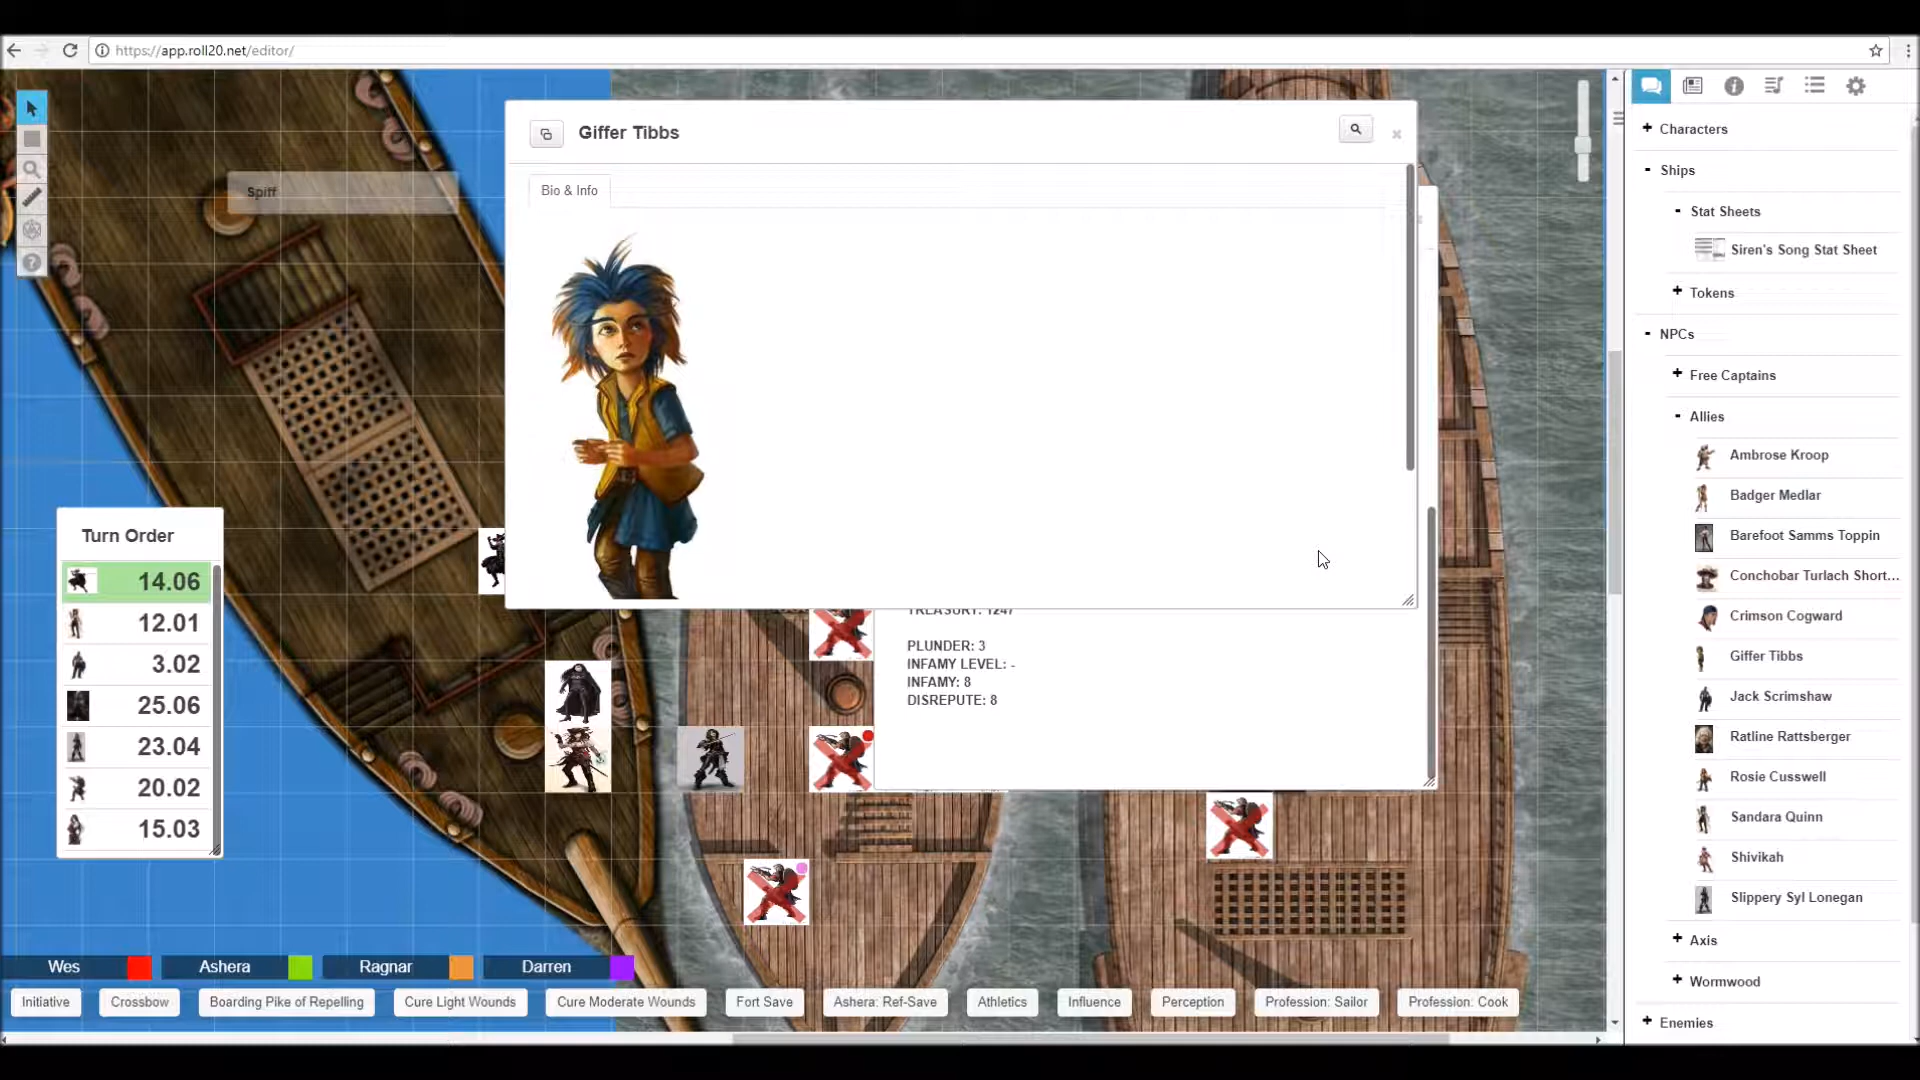 https://app.roll20.net/editor/
Giffer Tibbs
Bio & Info
Spiff
Turn Order
14.06
12.01
3.02
25.06
23.04
20.02
15.03
TREASURY: 1247
PLUNDER: 3
INFAMY LEVEL: -
INFAMY: 8
DISREPUTE: 8
Wes
Ashera
Ragnar
Darren
Initiative
Crossbow
Boarding Pike of Repelling
Cure Light Wounds
Cure Moderate Wounds
Fort Save
Ashera: Ref-Save
Athletics
Influence
Perception
Profession: Sailor
Profession: Cook
+ Characters
- Ships
- Stat Sheets
Siren's Song Stat Sheet
+ Tokens
- NPCs
+ Free Captains
- Allies
Ambrose Kroop
Badger Medlar
Barefoot Samms Toppin
Conchobar Turlach Short...
Crimson Cogward
Giffer Tibbs
Jack Scrimshaw
Ratline Rattsberger
Rosie Cusswell
Sandara Quinn
Shivikah
Slippery Syl Lonegan
+ Axis
+ Wormwood
+ Enemies